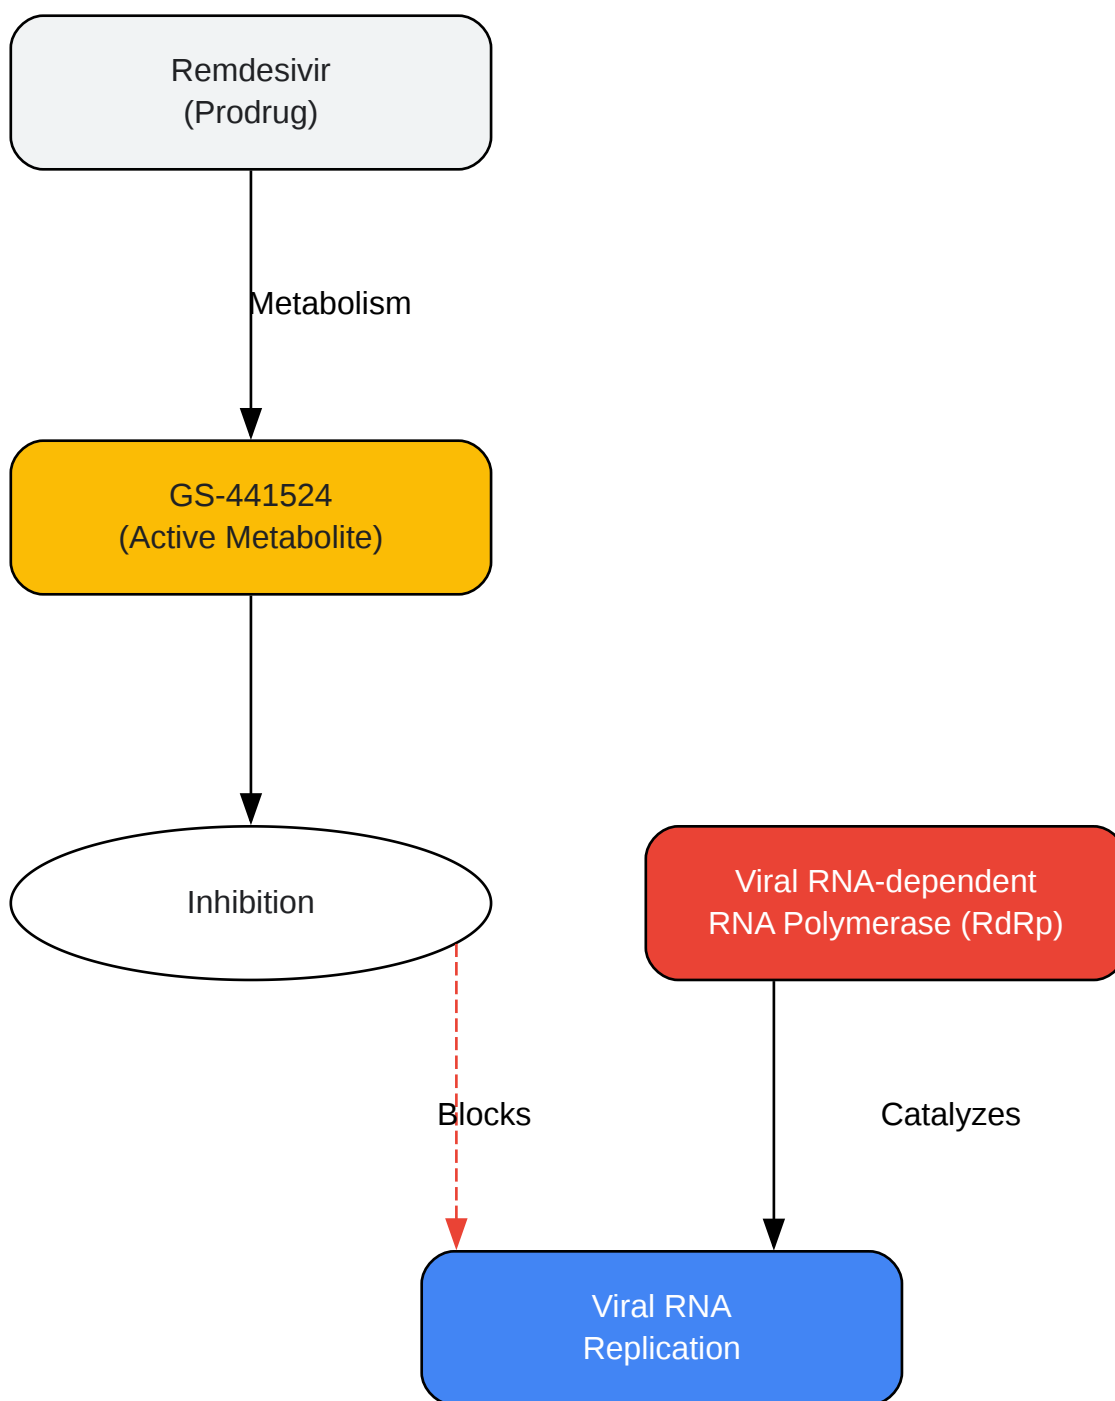 Remdesivir
(Prodrug)
Metabolism
GS-441524
(Active Metabolite)
Inhibition
Viral RNA-dependent
RNA Polymerase (RdRp)
Blocks
Catalyzes
Viral RNA
Replication